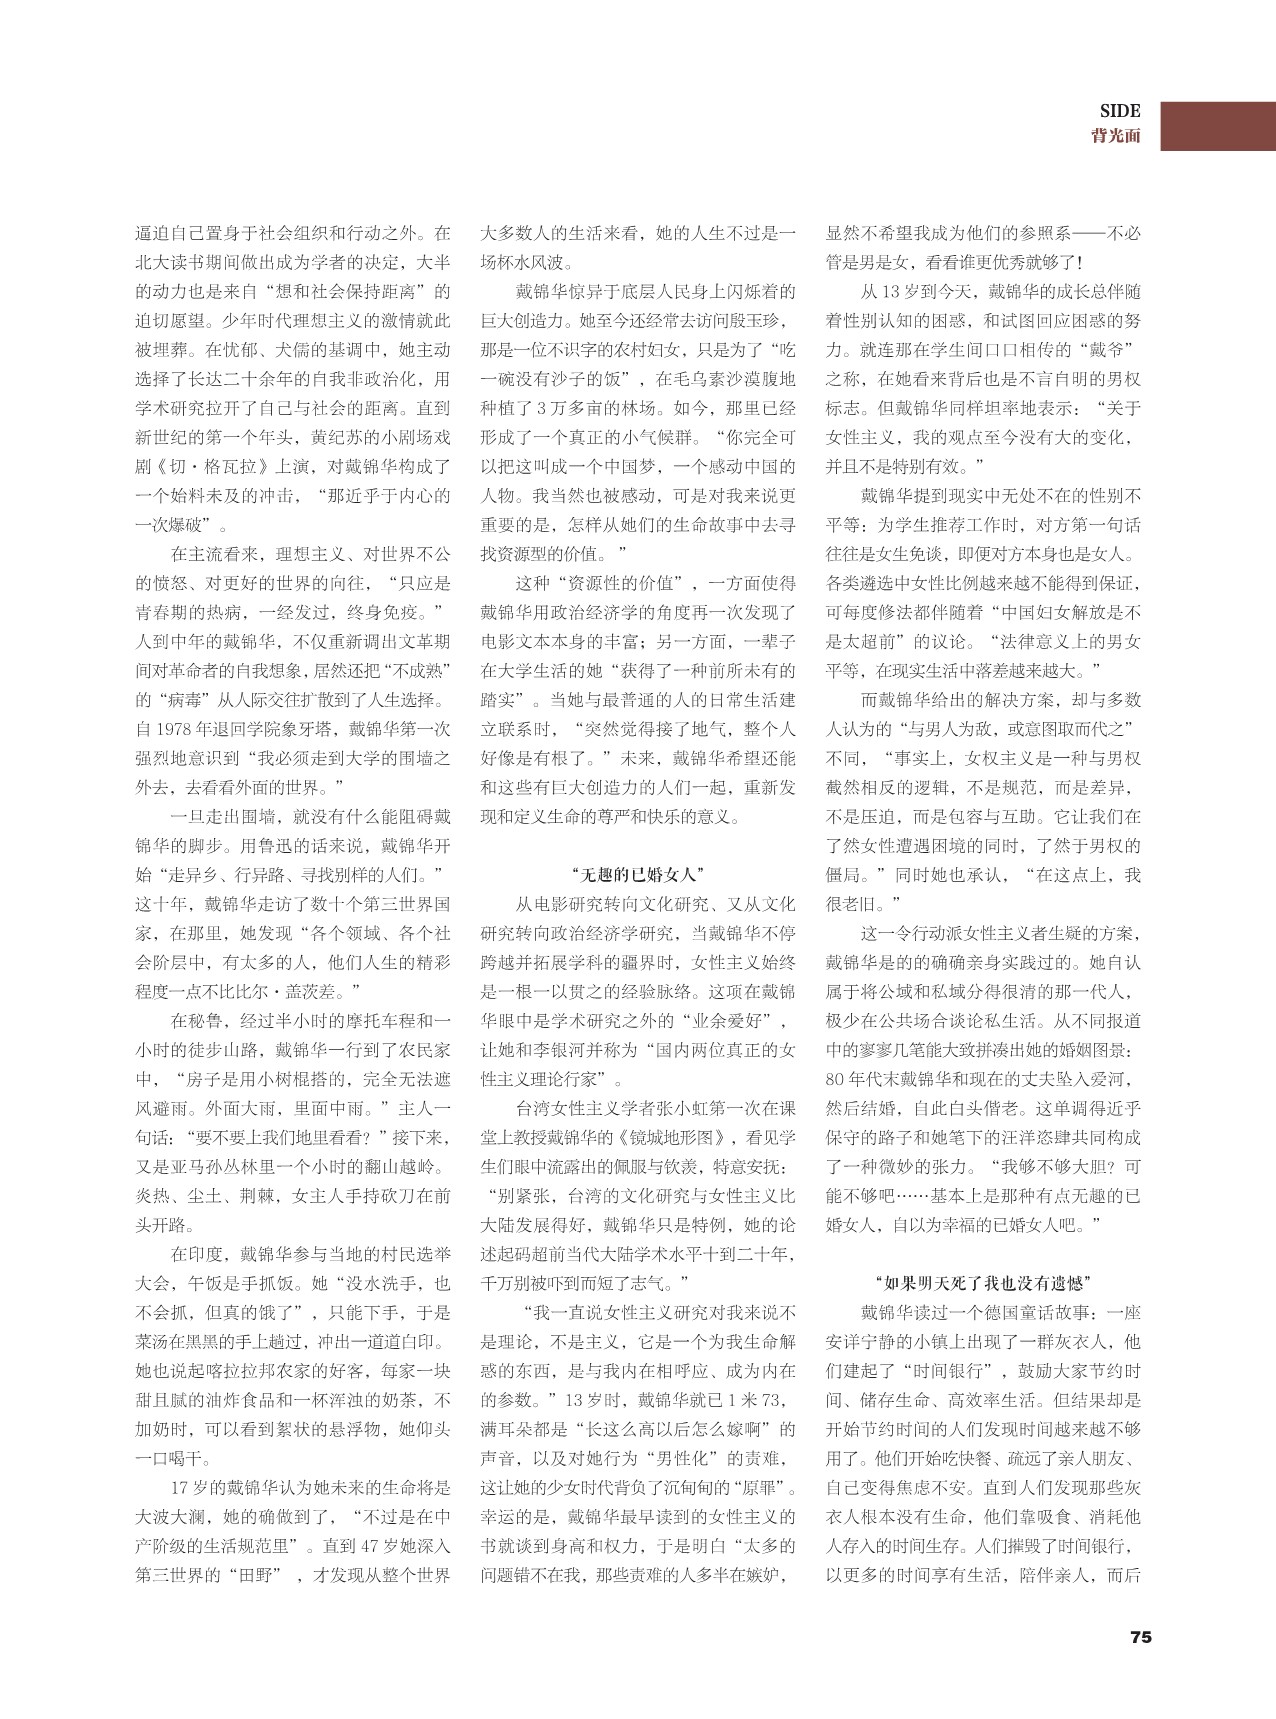 SIDE
背光面
逼迫自己置身于社会组织和行动之外。在
北大读书期间做出成为学者的决定，大半
的动力也是来自“想和社会保持距离”的
迫切愿望。少年时代理想主义的激情就此
被埋葬。在忧郁、犬儒的基调中，她主动
选择了长达二十余年的自我非政治化，用
学术研究拉开了自己与社会的距离。直到
新世纪的第一个年头，黄纪苏的小剧场戏
剧《切·格瓦拉》上演，对戴锦华构成了
一个始料未及的冲击，“那近乎于内心的
一次爆破”。
在主流看来，理想主义、对世界不公
的愤怒、对更好的世界的向往，“只应是
青春期的热病，一经发过，终身免疫。”
人到中年的戴锦华，不仅重新调出文革期
间对革命者的自我想象，居然还把“不成熟”
的“病毒”从人际交往扩散到了人生选择。
自 1978 年退回学院象牙塔，戴锦华第一次
强烈地意识到“我必须走到大学的围墙之
外去，去看看外面的世界。”
一旦走出围墙，就没有什么能阻碍戴
锦华的脚步。用鲁迅的话来说，戴锦华开
始“走异乡、行异路、寻找别样的人们。”
这十年，戴锦华走访了数十个第三世界国
家，在那里，她发现“各个领域、各个社
会阶层中，有太多的人，他们人生的精彩
程度一点不比比尔·盖茨差。”
在秘鲁，经过半小时的摩托车程和一
小时的徒步山路，戴锦华一行到了农民家
中，“房子是用小树棍搭的，完全无法遮
风避雨。外面大雨，里面中雨。”主人一
句话：“要不要上我们地里看看？”接下来，
又是亚马孙丛林里一个小时的翻山越岭。
炎热、尘土、荆棘，女主人手持砍刀在前
头开路。
在印度，戴锦华参与当地的村民选举
大会，午饭是手抓饭。她“没水洗手，也
不会抓，但真的饿了”，只能下手，于是
菜汤在黑黑的手上趟过，冲出一道道白印。
她也说起喀拉拉邦农家的好客，每家一块
甜且腻的油炸食品和一杯浑浊的奶茶，不
加奶时，可以看到絮状的悬浮物，她仰头
一口喝干。
17 岁的戴锦华认为她未来的生命将是
大波大澜，她的确做到了，“不过是在中
产阶级的生活规范里”。直到 47 岁她深入
第三世界的“田野”，才发现从整个世界
大多数人的生活来看，她的人生不过是一
场杯水风波。
戴锦华惊异于底层人民身上闪烁着的
巨大创造力。她至今还经常去访问殷玉珍，
那是一位不识字的农村妇女，只是为了“吃
一碗没有沙子的饭”，在毛乌素沙漠腹地
种植了 3 万多亩的林场。如今，那里已经
形成了一个真正的小气候群。“你完全可
以把这叫成一个中国梦，一个感动中国的
人物。我当然也被感动，可是对我来说更
重要的是，怎样从她们的生命故事中去寻
找资源型的价值。”
这种“资源性的价值”，一方面使得
戴锦华用政治经济学的角度再一次发现了
电影文本本身的丰富；另一方面，一辈子
在大学生活的她“获得了一种前所未有的
踏实”。当她与最普通的人的日常生活建
立联系时，“突然觉得接了地气，整个人
好像是有根了。”未来，戴锦华希望还能
和这些有巨大创造力的人们一起，重新发
现和定义生命的尊严和快乐的意义。
“无趣的已婚女人”
从电影研究转向文化研究、又从文化
研究转向政治经济学研究，当戴锦华不停
跨越并拓展学科的疆界时，女性主义始终
是一根一以贯之的经验脉络。这项在戴锦
华眼中是学术研究之外的“业余爱好”，
让她和李银河并称为“国内两位真正的女
性主义理论行家”。
台湾女性主义学者张小虹第一次在课
堂上教授戴锦华的《镜城地形图》，看见学
生们眼中流露出的佩服与钦羡，特意安抚：
“别紧张，台湾的文化研究与女性主义比
大陆发展得好，戴锦华只是特例，她的论
述起码超前当代大陆学术水平十到二十年，
千万别被吓到而短了志气。”
“我一直说女性主义研究对我来说不
是理论，不是主义，它是一个为我生命解
惑的东西，是与我内在相呼应、成为内在
的参数。”13 岁时，戴锦华就已 1 米 73，
满耳朵都是“长这么高以后怎么嫁啊”的
声音，以及对她行为“男性化”的责难，
这让她的少女时代背负了沉甸甸的“原罪”。
幸运的是，戴锦华最早读到的女性主义的
书就谈到身高和权力，于是明白“太多的
问题错不在我，那些责难的人多半在嫉妒，
显然不希望我成为他们的参照系——不必
管是男是女，看看谁更优秀就够了！
从 13 岁到今天，戴锦华的成长总伴随
着性别认知的困惑，和试图回应困惑的努
力。就连那在学生间口口相传的“戴爷”
之称，在她看来背后也是不言自明的男权
标志。但戴锦华同样坦率地表示：“关于
女性主义，我的观点至今没有大的变化，
并且不是特别有效。”
戴锦华提到现实中无处不在的性别不
平等：为学生推荐工作时，对方第一句话
往往是女生免谈，即便对方本身也是女人。
各类遴选中女性比例越来越不能得到保证，
可每度修法都伴随着“中国妇女解放是不
是太超前”的议论。“法律意义上的男女
平等，在现实生活中落差越来越大。”
而戴锦华给出的解决方案，却与多数
人认为的“与男人为敌，或意图取而代之”
不同，“事实上，女权主义是一种与男权
截然相反的逻辑，不是规范，而是差异，
不是压迫，而是包容与互助。它让我们在
了然女性遭遇困境的同时，了然于男权的
僵局。”同时她也承认，“在这点上，我
很老旧。”
这一令行动派女性主义者生疑的方案，
戴锦华是的的确确亲身实践过的。她自认
属于将公域和私域分得很清的那一代人，
极少在公共场合谈论私生活。从不同报道
中的寥寥几笔能大致拼凑出她的婚姻图景：
80 年代末戴锦华和现在的丈夫坠入爱河，
然后结婚，自此白头偕老。这单调得近乎
保守的路子和她笔下的汪洋恣肆共同构成
了一种微妙的张力。“我够不够大胆？可
能不够吧……基本上是那种有点无趣的已
婚女人，自以为幸福的已婚女人吧。”
“如果明天死了我也没有遗憾”
戴锦华读过一个德国童话故事：一座
安详宁静的小镇上出现了一群灰衣人，他
们建起了“时间银行”，鼓励大家节约时
间、储存生命、高效率生活。但结果却是
开始节约时间的人们发现时间越来越不够
用了。他们开始吃快餐、疏远了亲人朋友、
自己变得焦虑不安。直到人们发现那些灰
衣人根本没有生命，他们靠吸食、消耗他
人存入的时间生存。人们摧毁了时间银行，
以更多的时间享有生活，陪伴亲人，而后
75